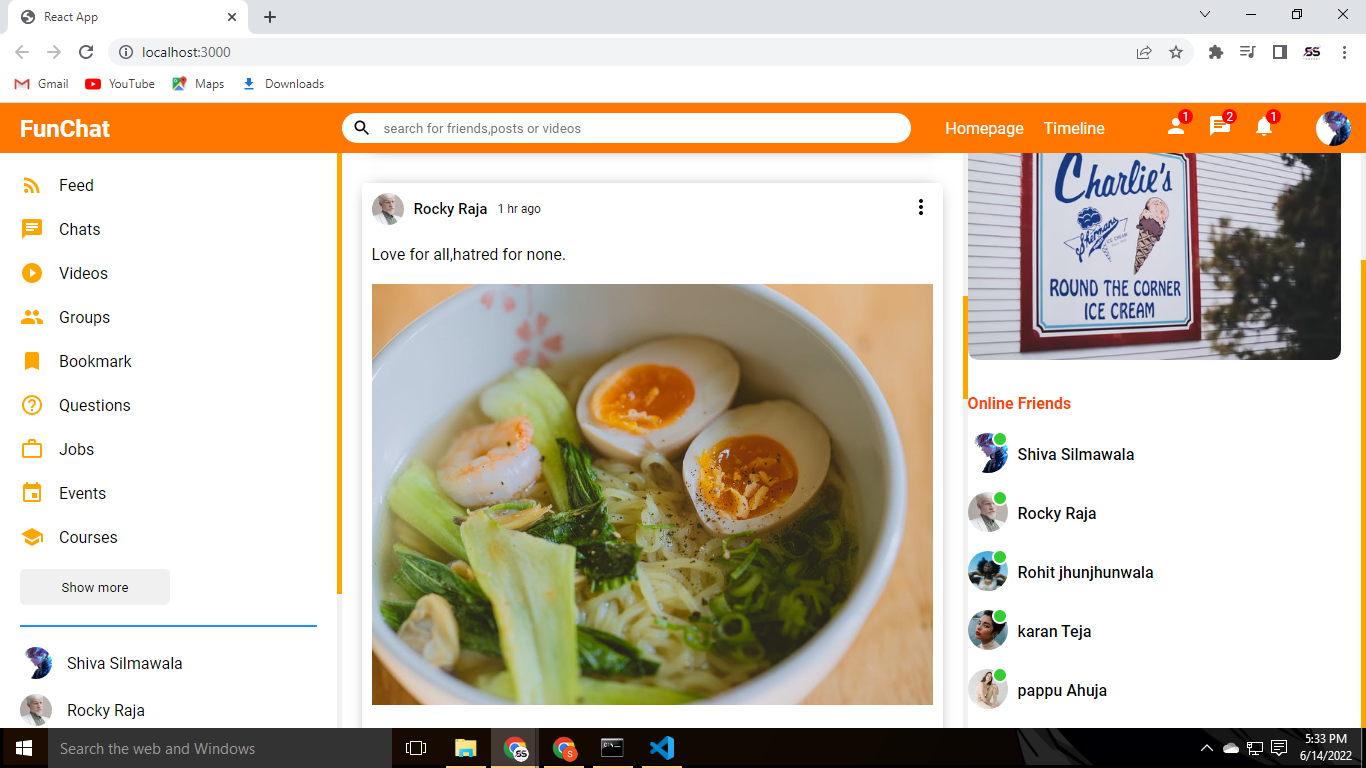 React App
localhost:3000
Gmail YouTube Maps Downloads
FunChat
search for friends,posts or videos
Homepage Timeline
1 2 1
Feed
Chats
Videos
Groups
Bookmark
Questions
Jobs
Events
Courses
Show more
Shiva Silmawala
Rocky Raja
Rocky Raja 1 hr ago
Love for all,hatred for none.
Charlie's
ICE CREAM
ROUND THE CORNER
ICE CREAM
Online Friends
Shiva Silmawala
Rocky Raja
Rohit jhunjhunwala
karan Teja
pappu Ahuja
Search the web and Windows
5:33 PM
6/14/2022